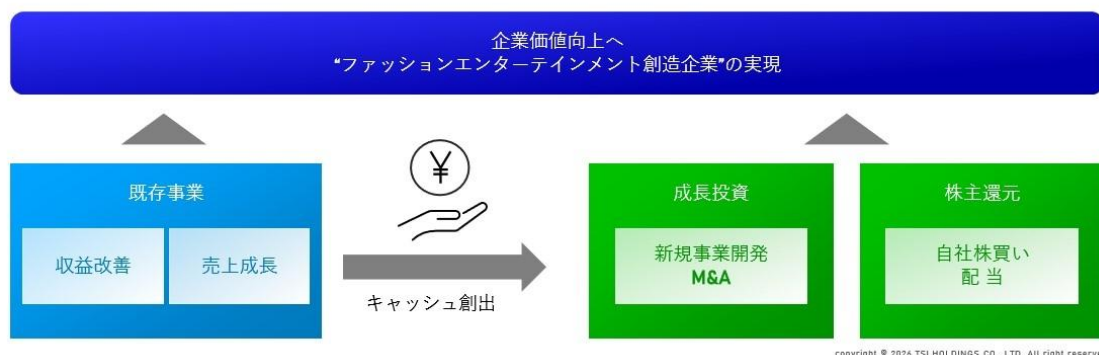 企業価値向上へ
“ファッションエンターテインメント創造企業”の実現
¥
既存事業
収益改善
売上成長
キャッシュ創出
成長投資
新規事業開発
M&A
株主還元
自社株買い
配 当
copyright © 2026 TSI HOLDINGS CO., LTD. All right reserve